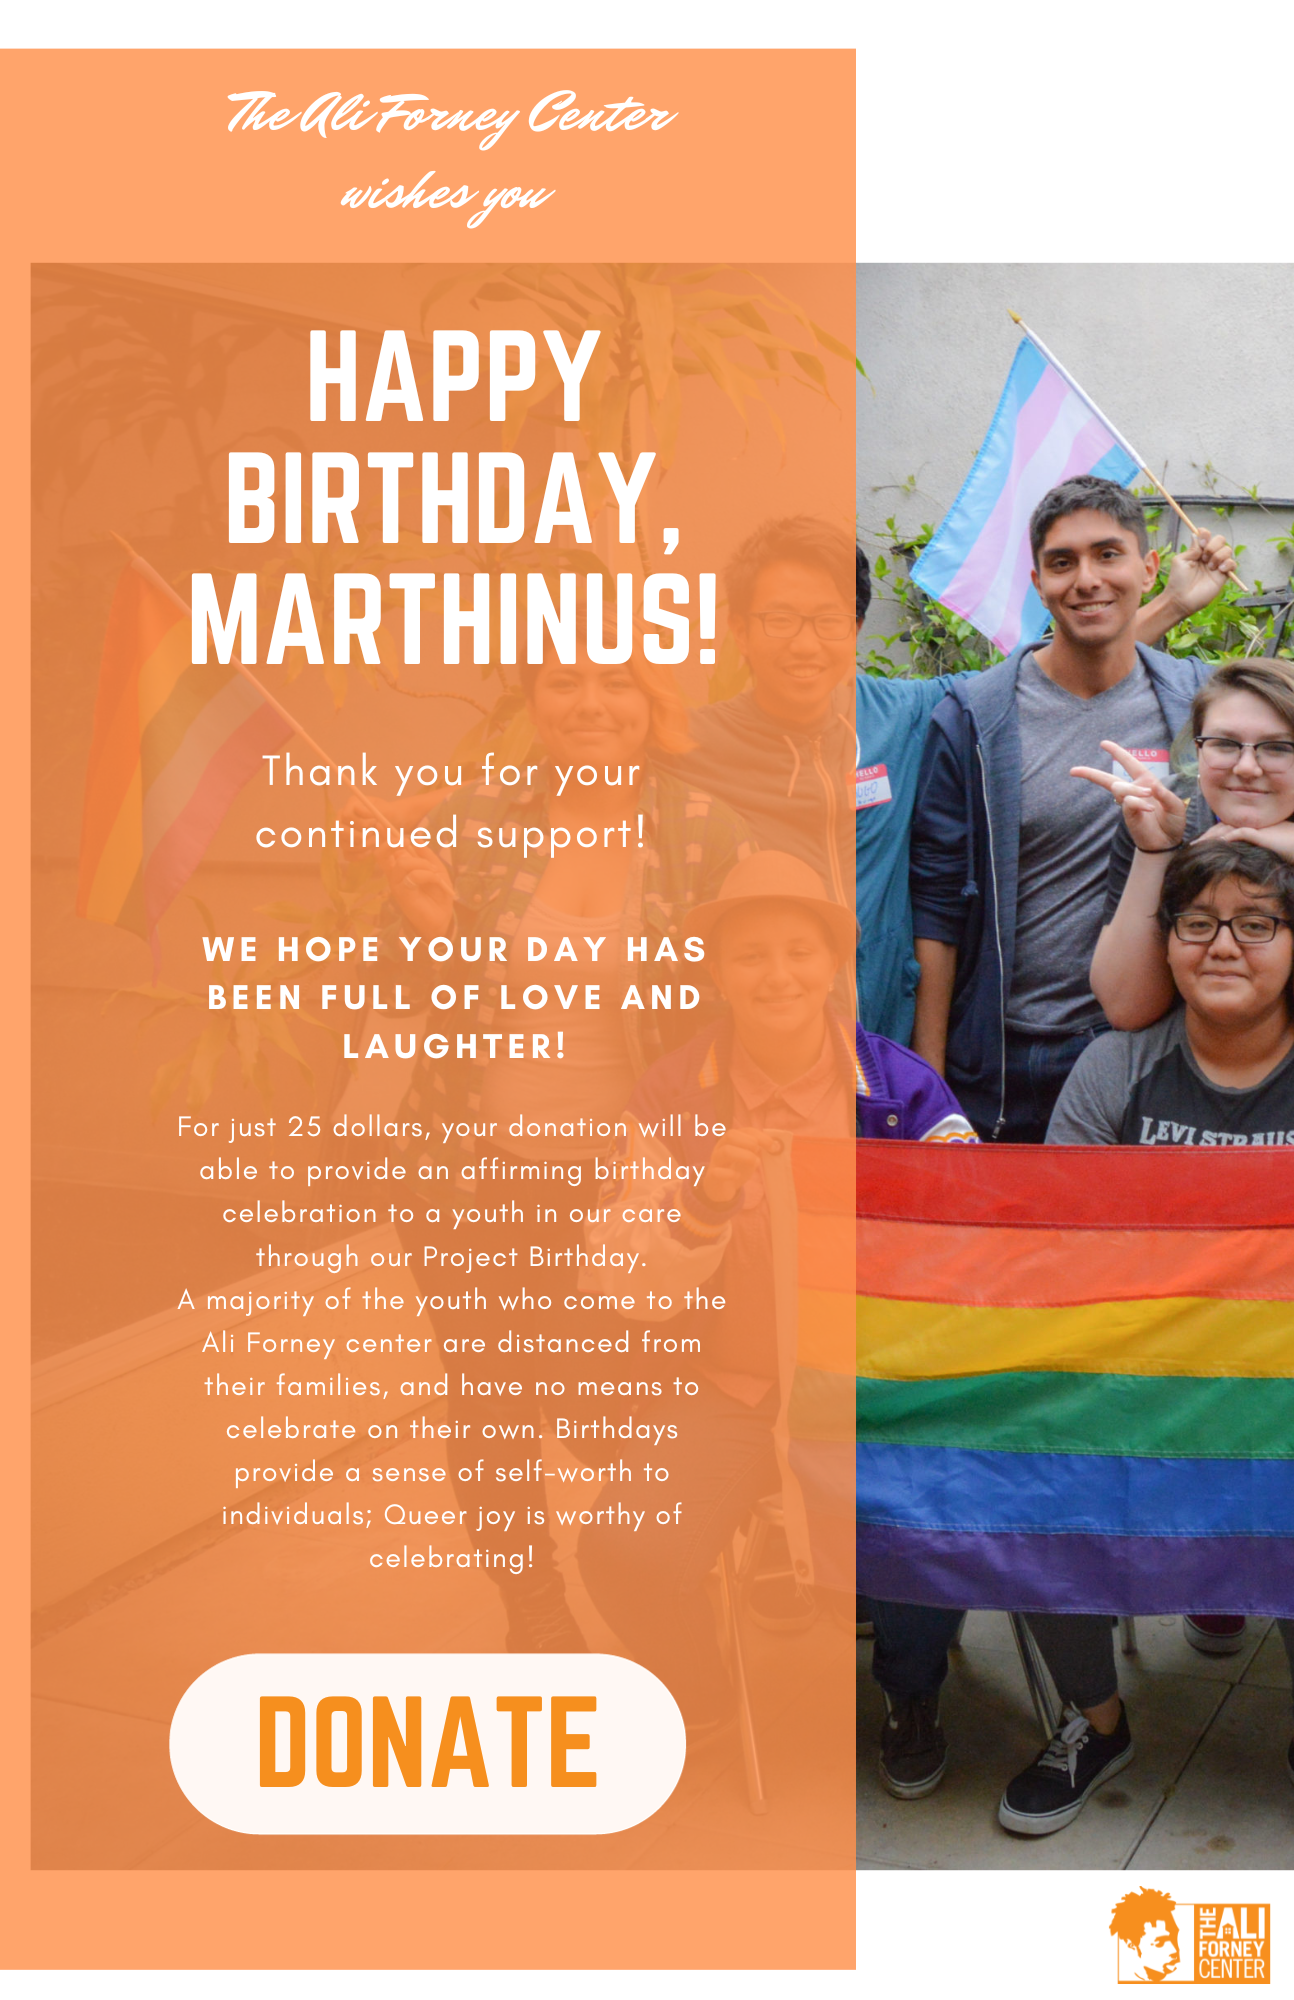 The Ali Forney Center
wishes you
HAPPY
BIRTHDAY,
MARTHINUS!
Thank you for your
continued support!
WE HOPE YOUR DAY HAS
BEEN FULL OF LOVE AND
LAUGHTER!
For just 25 dollars, your donation will be
able to provide an affirming birthday
celebration to a youth in our care
through our Project Birthday.
A majority of the youth who come to the
Ali Forney center are distanced from
their families, and have no means to
celebrate on their own. Birthdays
provide a sense of self-worth to
individuals; Queer joy is worthy of
celebrating!
DONATE
HELLO
HELLO
LEVI STRAUS
THE ALI
FORNEY
CENTER